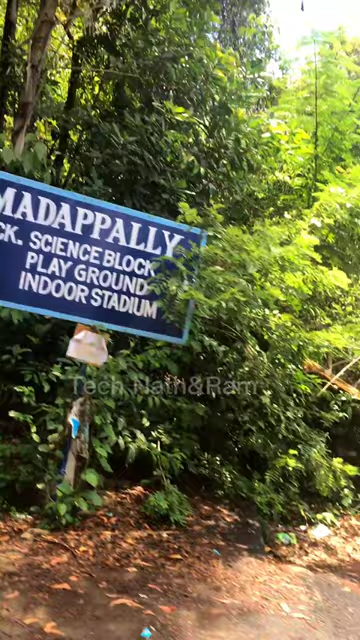 MADAPPALLY
CK. SCIENCE BLOCK
PLAY GROUND
INDOOR STADIUM
Tech Nath&Ram